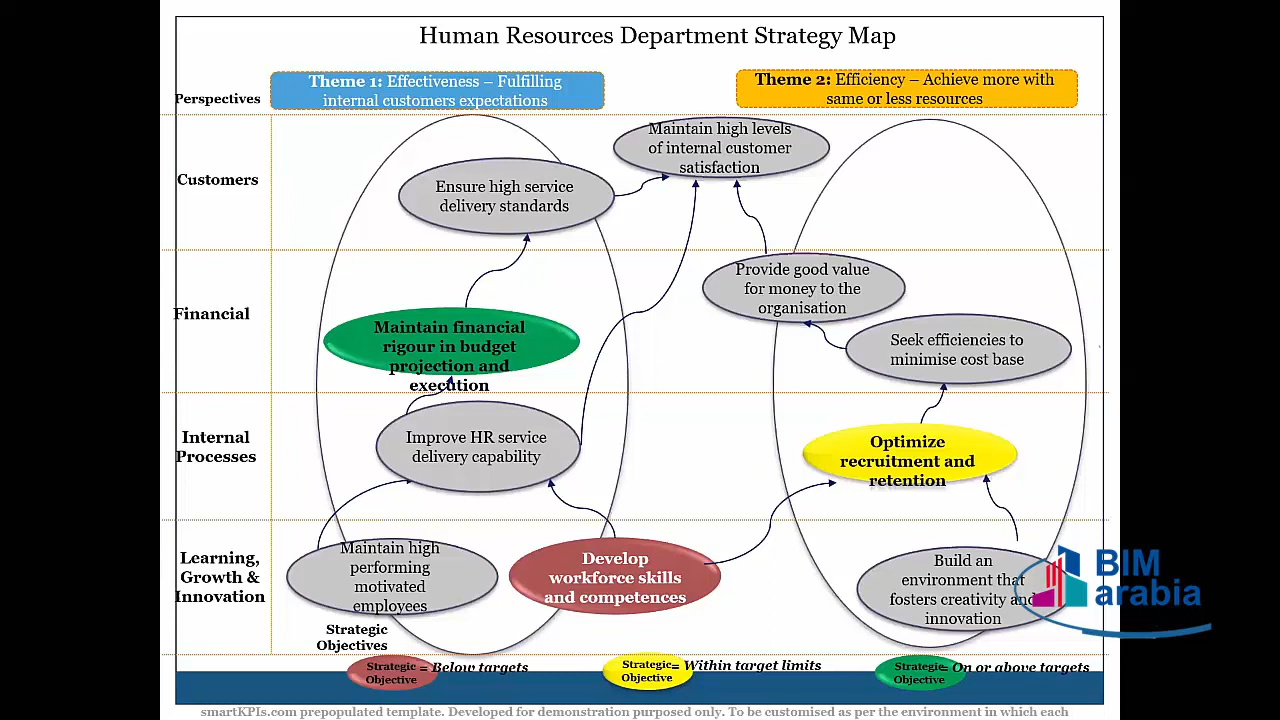 Human Resources Department Strategy Map
Perspectives
Theme 1: Effectiveness – Fulfilling
internal customers expectations
Theme 2: Efficiency – Achieve more with
same or less resources
Customers
Maintain high levels
of internal customer
satisfaction
Ensure high service
delivery standards
Financial
Provide good value
for money to the
organisation
Maintain financial
rigour in budget
projection and
execution
Seek efficiencies to
minimise cost base
Internal
Processes
Improve HR service
delivery capability
Optimize
recruitment and
retention
Learning,
Growth &
Innovation
Maintain high
performing
motivated
employees
Develop
workforce skills
and competences
Build an
environment that
fosters creativity and
innovation
BIM
arabia
Strategic
Objectives
Strategic
Objective
= Below targets
Strategic
Objective
= Within target limits
Strategic
Objective
= On or above targets
smartKPIs.com prepopulated template. Developed for demonstration purposed only. To be customised as per the environment in which each